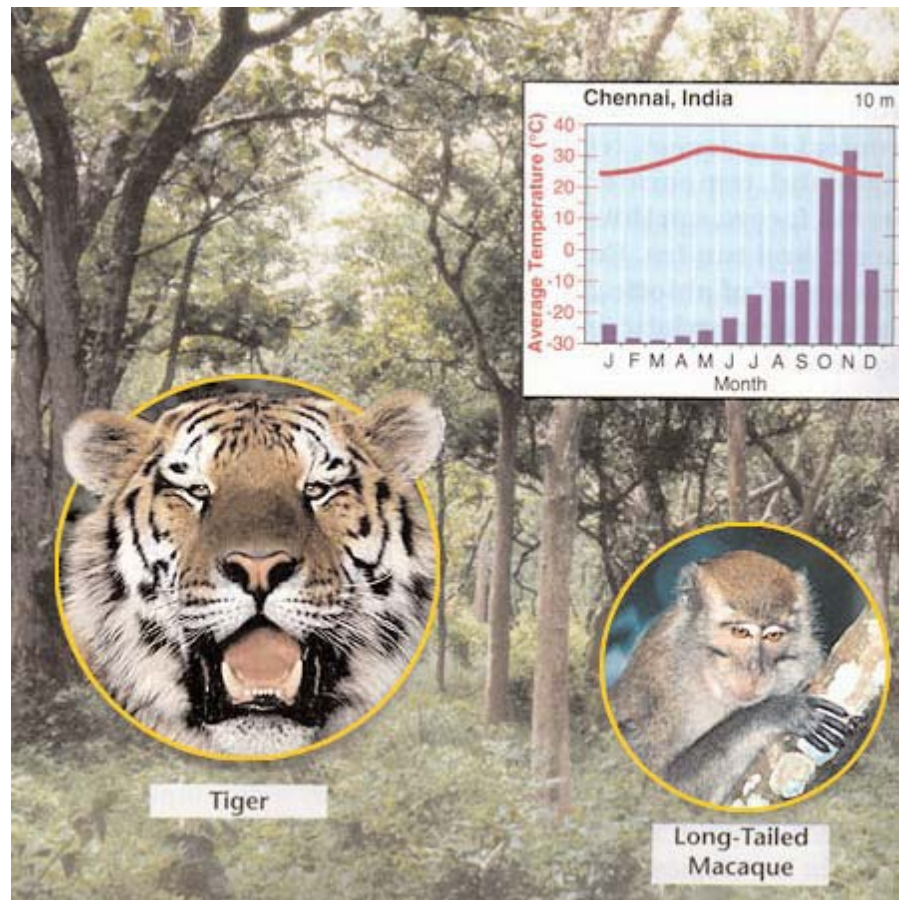 Chennai, India 10 m
Average Temperature (°C)
40
30
20
10
0
-10
-20
-30
J F M A M J J A S O N D
Month
Tiger
Long-Tailed
Macaque